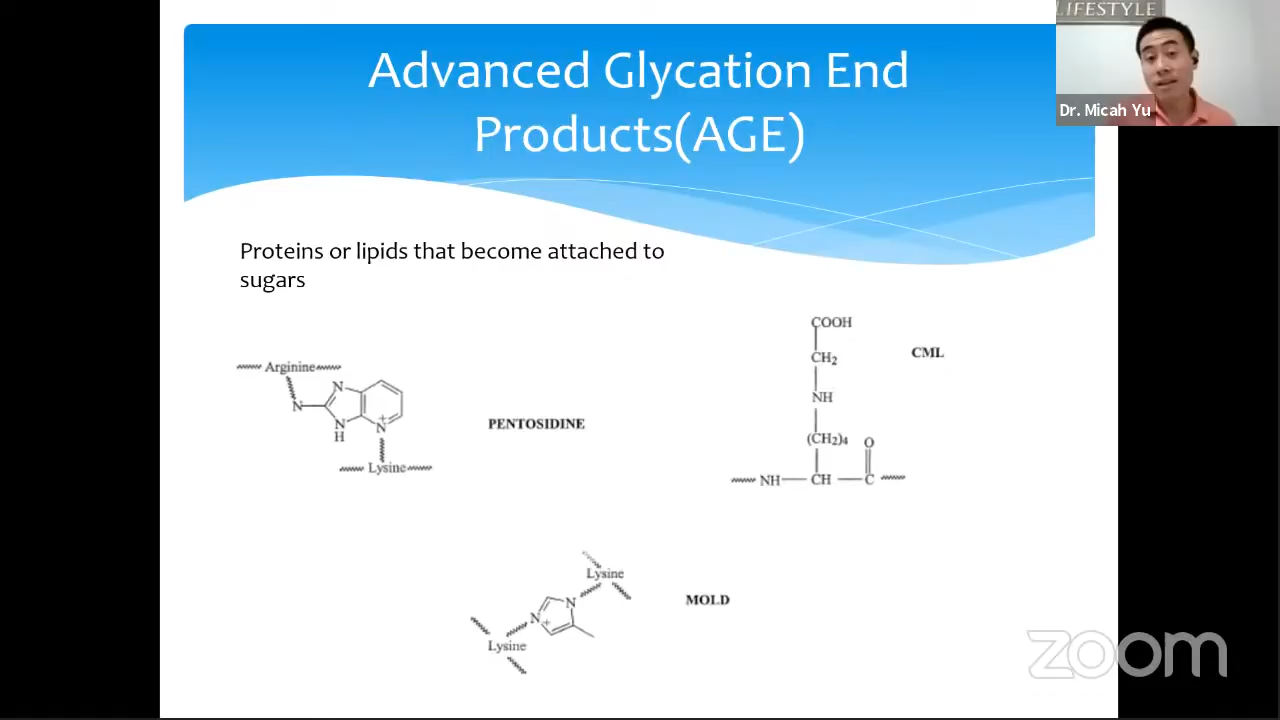 LIFESTYLE
Dr. Micah Yu
Advanced Glycation End
Products(AGE)
Proteins or lipids that become attached to
sugars
COOH
CH2
CML
NH
(CH2)4
O
NH
CH
C
Arginine
N
N
N
H
N
+
Lysine
PENTOSIDINE
Lysine
N
N
+
Lysine
MOLD
zoom